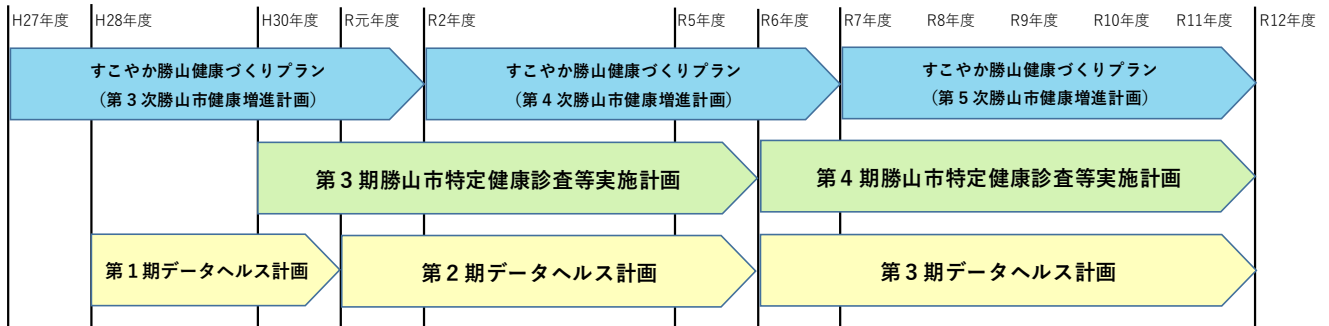 H27年度
H28年度
H30年度
R元年度
R2年度
R5年度
R6年度
R7年度
R8年度
R9年度
R10年度
R11年度
R12年度
すこやか勝山健康づくりプラン
（第３次勝山市健康増進計画）
すこやか勝山健康づくりプラン
（第４次勝山市健康増進計画）
すこやか勝山健康づくりプラン
（第５次勝山市健康増進計画）
第３期勝山市特定健康診査等実施計画
第４期勝山市特定健康診査等実施計画
第１期データヘルス計画
第２期データヘルス計画
第３期データヘルス計画